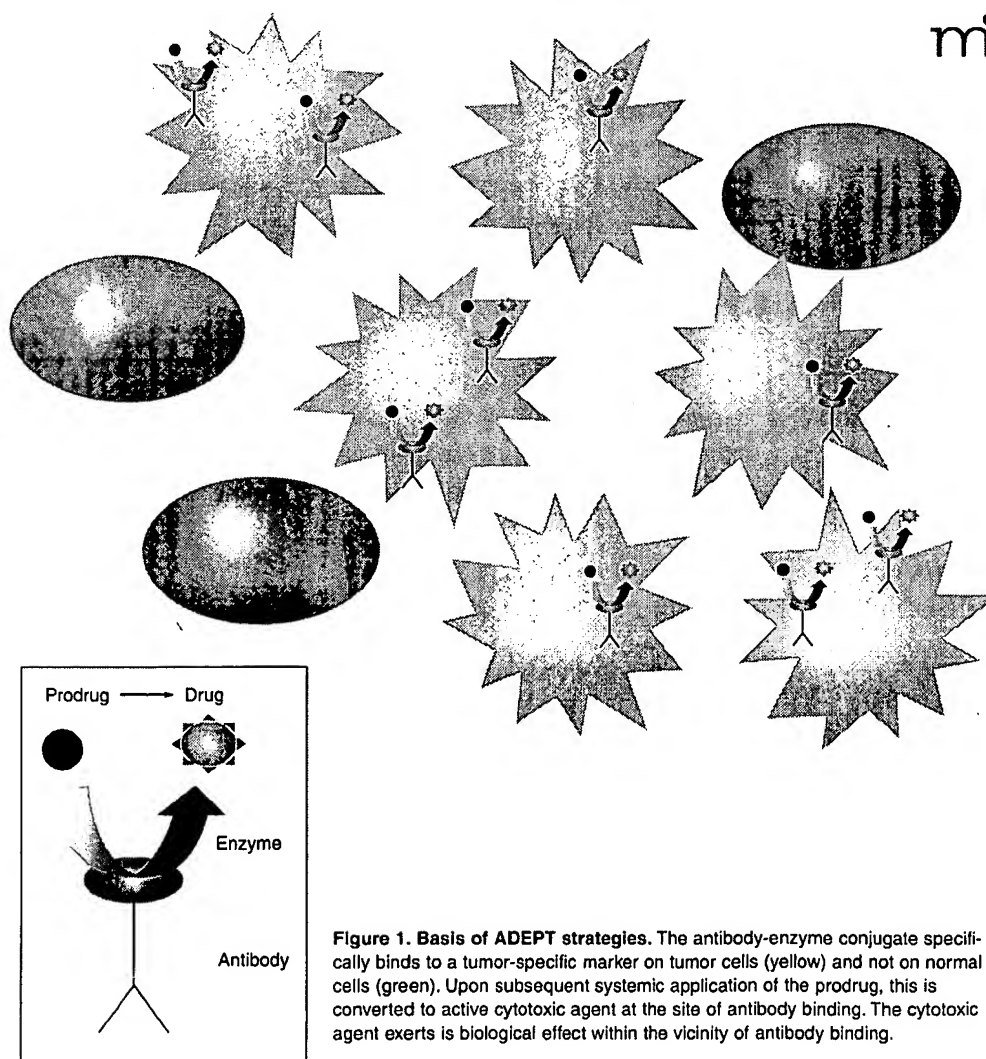 Prodrug → Drug
Enzyme
Antibody
Figure 1. Basis of ADEPT strategies. The antibody-enzyme conjugate specifi-
cally binds to a tumor-specific marker on tumor cells (yellow) and not on normal
cells (green). Upon subsequent systemic application of the prodrug, this is
converted to active cytotoxic agent at the site of antibody binding. The cytotoxic
agent exerts is biological effect within the vicinity of antibody binding.